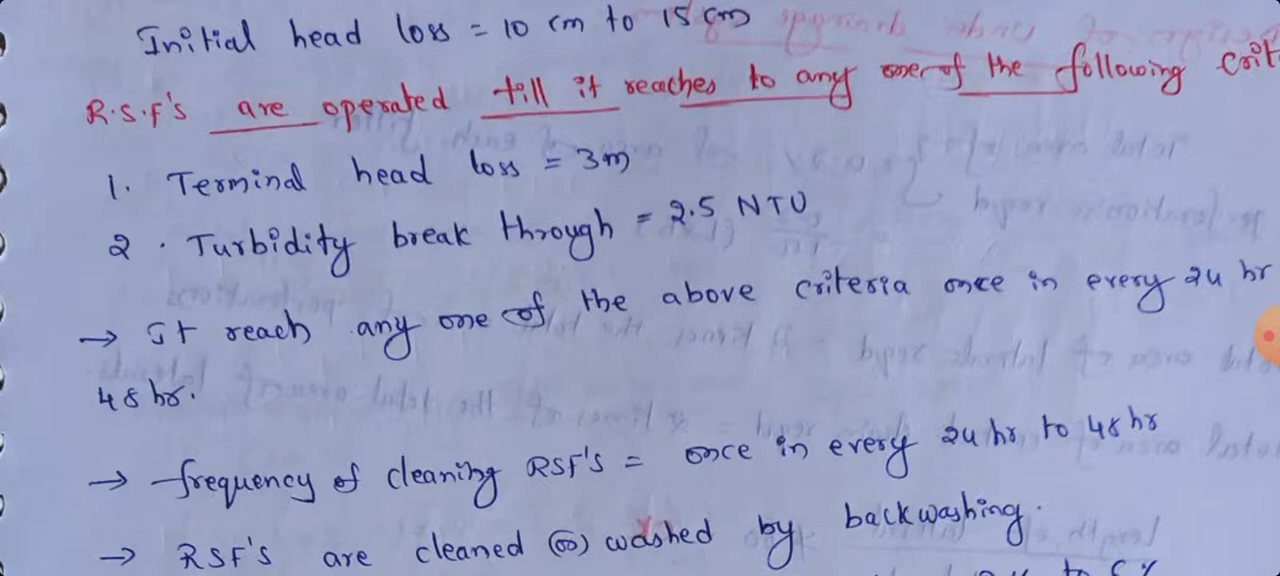 Initial head loss = 10 cm to 15 cm
R.S.F's are operated till it reaches to any one of the following crit
1. Terminal head loss = 3m
2. Turbidity break through = 2.5 NTU
→ It reach any one of the above criteria once in every 24 hr
48 hr.
→ frequency of cleaning RSF'S = once in every 24 hr to 48 hr
→ RSF's are cleaned (or) washed by backwashing.